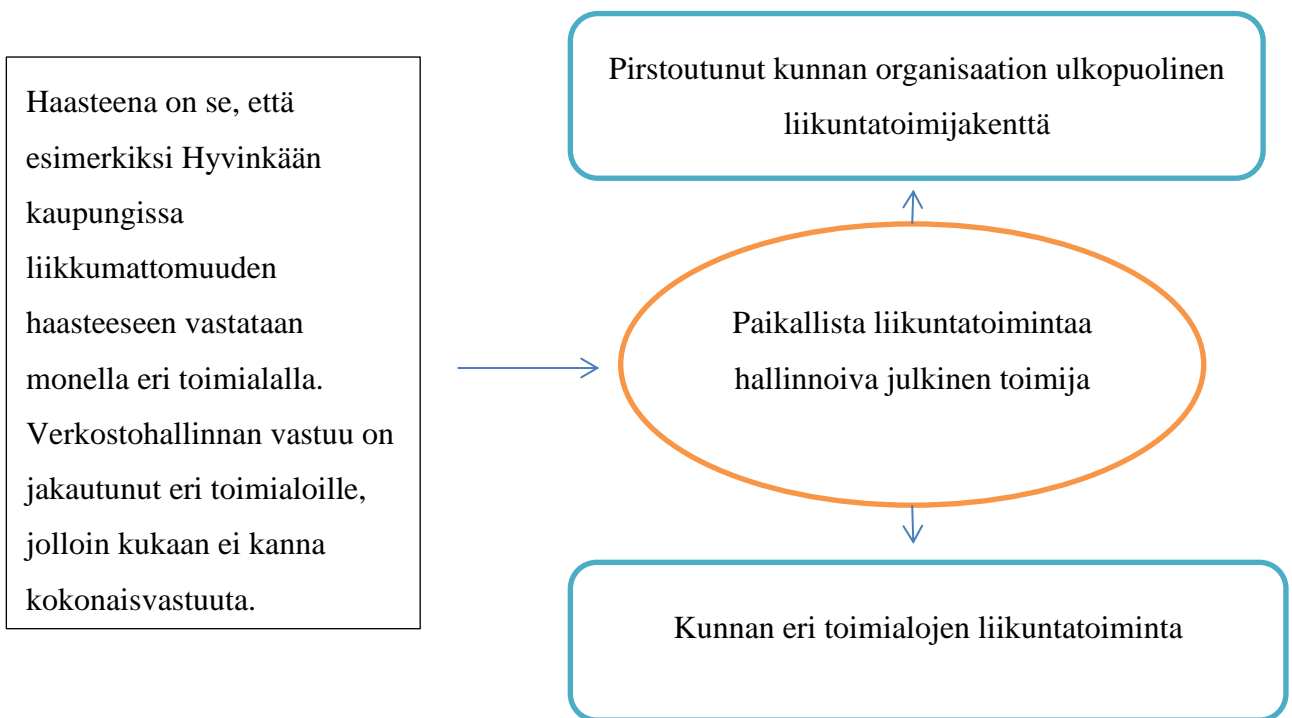 Haasteena on se, että
esimerkiksi Hyvinkään
kaupungissa
liikkumattomuuden
haasteeseen vastataan
monella eri toimialalla.
Verkostohallinnan vastuu on
jakautunut eri toimialoille,
jolloin kukaan ei kanna
kokonaisvastuuta.
Pirstoutunut kunnan organisaation ulkopuolinen
liikuntatoimijakenttä
Paikallista liikuntatoimintaa
hallinnoiva julkinen toimija
Kunnan eri toimialojen liikuntatoiminta